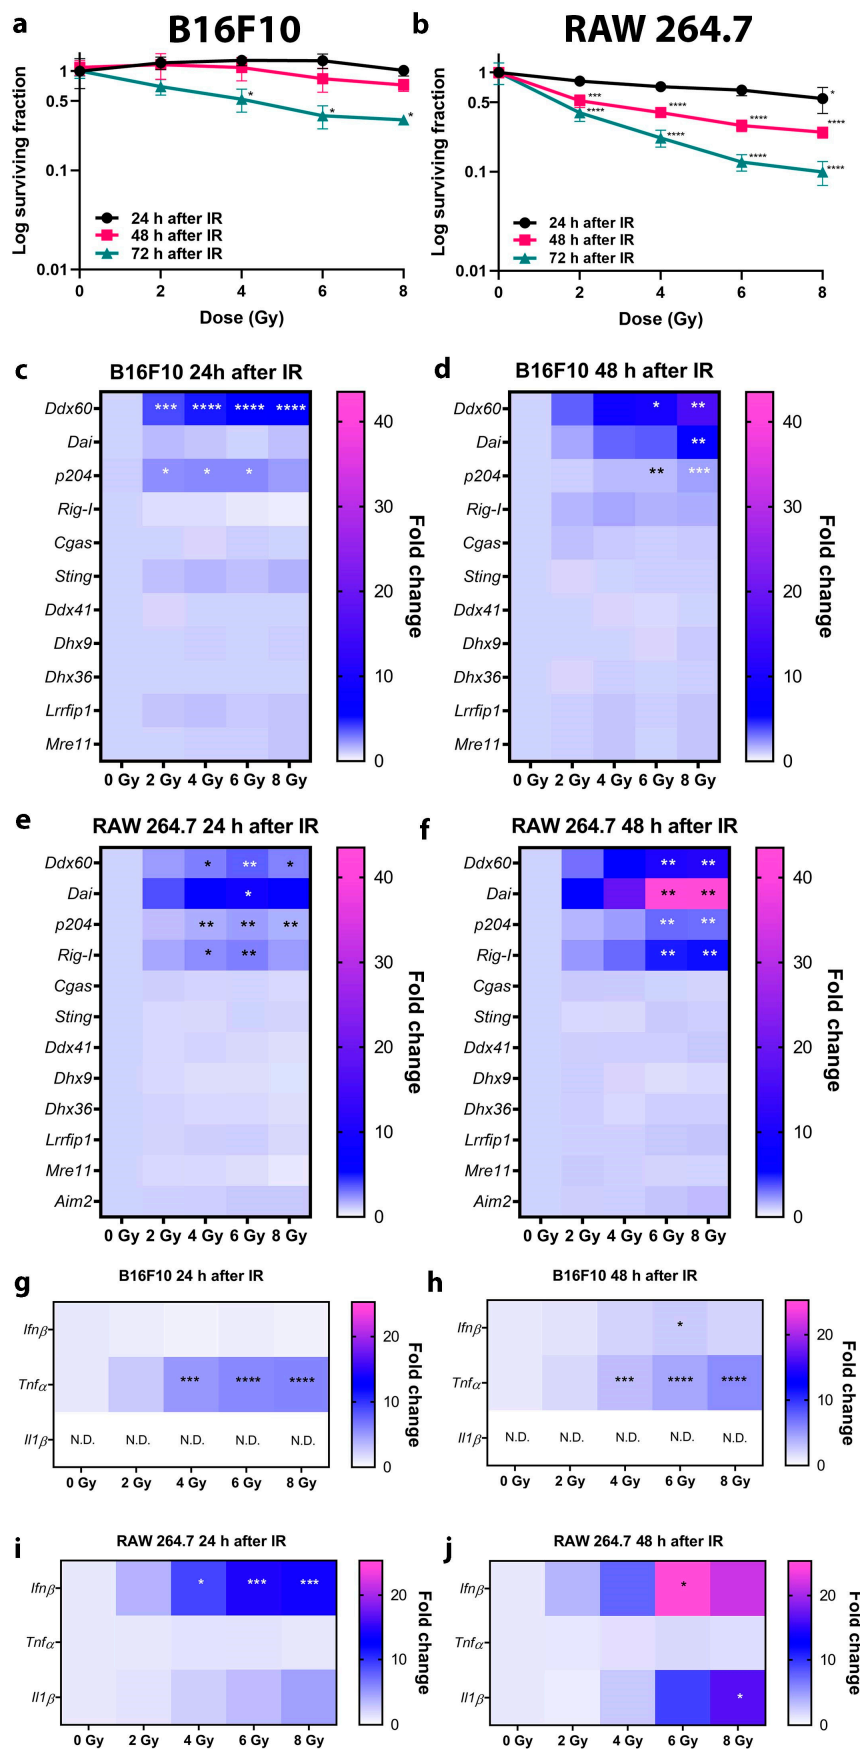 a B16F10
b RAW 264.7
Log surviving fraction
1
0.5
0.1
0.01
24 h after IR
48 h after IR
72 h after IR
* * *
0 2 4 6 8
Dose (Gy)
Log surviving fraction
1
0.5
0.1
0.01
*
*** **** **** ****
**** **** **** ****
24 h after IR
48 h after IR
72 h after IR
0 2 4 6 8
Dose (Gy)
c B16F10 24h after IR
Ddx60 *** **** **** ****
Dai
p204 * * *
Rig-I
Cgas
Sting
Ddx41
Dhx9
Dhx36
Lrrfip1
Mre11
0 Gy 2 Gy 4 Gy 6 Gy 8 Gy
40
30
20
10
0
Fold change
d B16F10 48 h after IR
Ddx60 * **
Dai **
p204 ** ***
Rig-I
Cgas
Sting
Ddx41
Dhx9
Dhx36
Lrrfip1
Mre11
0 Gy 2 Gy 4 Gy 6 Gy 8 Gy
40
30
20
10
0
Fold change
e RAW 264.7 24 h after IR
Ddx60 * ** *
Dai *
p204 ** ** **
Rig-I * **
Cgas
Sting
Ddx41
Dhx9
Dhx36
Lrrfip1
Mre11
Aim2
0 Gy 2 Gy 4 Gy 6 Gy 8 Gy
40
30
20
10
0
Fold change
f RAW 264.7 48 h after IR
Ddx60 ** **
Dai ** **
p204 ** **
Rig-I ** **
Cgas
Sting
Ddx41
Dhx9
Dhx36
Lrrfip1
Mre11
Aim2
0 Gy 2 Gy 4 Gy 6 Gy 8 Gy
40
30
20
10
0
Fold change
g B16F10 24 h after IR
Ifnβ
Tnfα *** **** ****
Il1β N.D. N.D. N.D. N.D. N.D.
0 Gy 2 Gy 4 Gy 6 Gy 8 Gy
20
10
0
Fold change
h B16F10 48 h after IR
Ifnβ *
Tnfα *** **** ****
Il1β N.D. N.D. N.D. N.D. N.D.
0 Gy 2 Gy 4 Gy 6 Gy 8 Gy
20
10
0
Fold change
i RAW 264.7 24 h after IR
Ifnβ * *** ***
Tnfα
Il1β
0 Gy 2 Gy 4 Gy 6 Gy 8 Gy
20
10
0
Fold change
j RAW 264.7 48 h after IR
Ifnβ *
Tnfα
Il1β *
0 Gy 2 Gy 4 Gy 6 Gy 8 Gy
20
10
0
Fold change